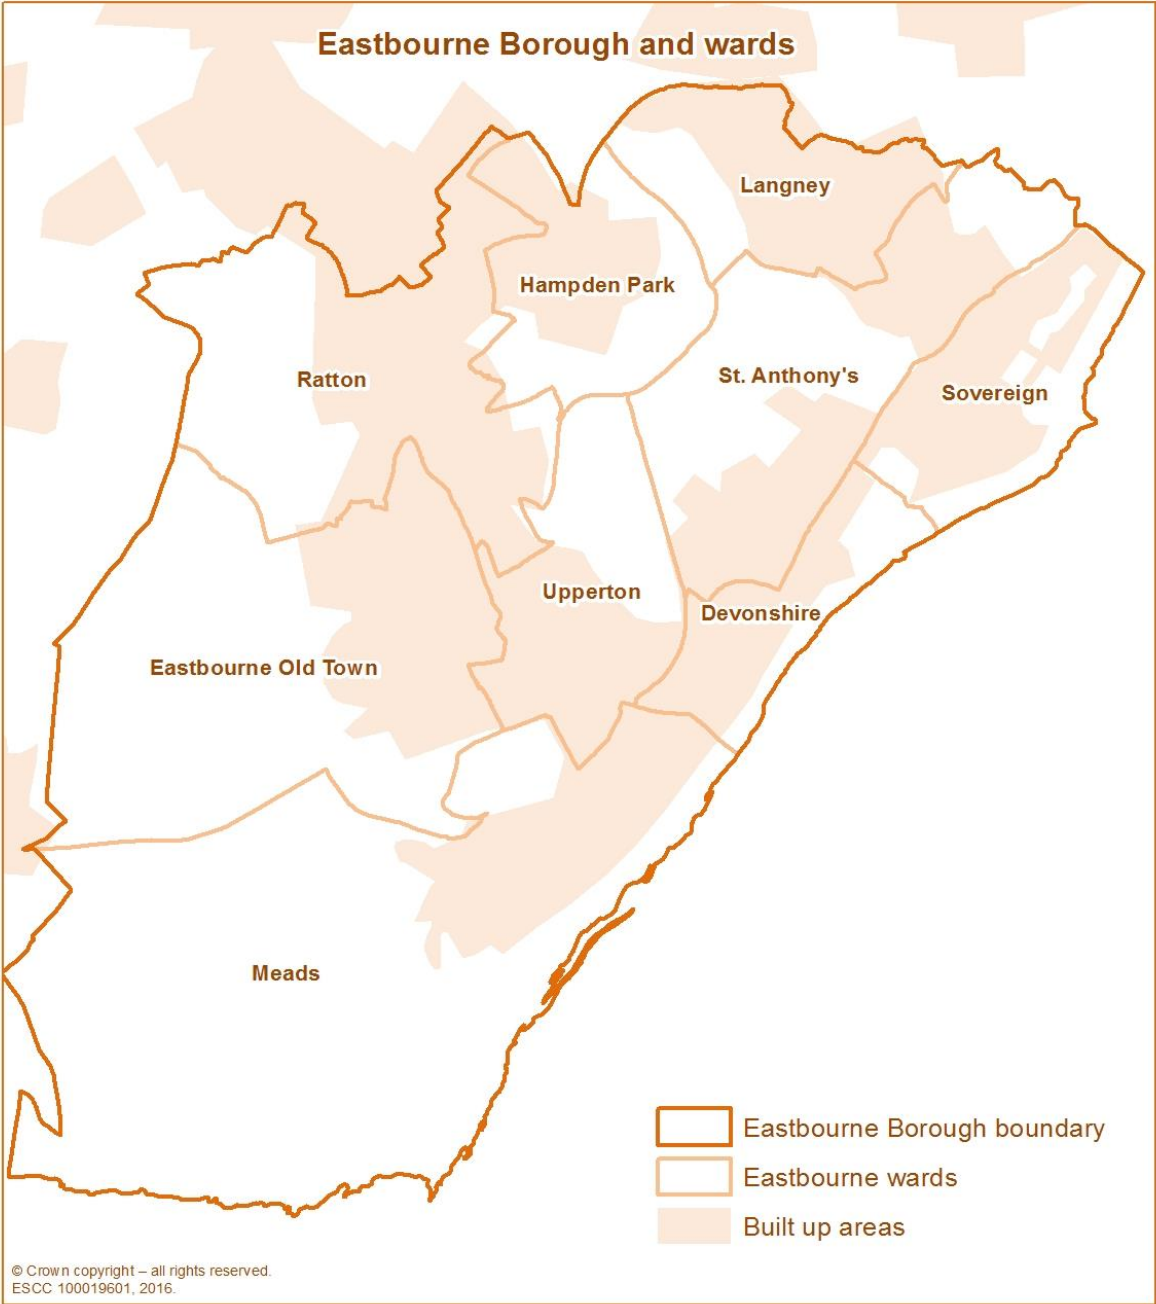 Eastbourne Borough and wards
Langney
Hampden Park
Ratton
St. Anthony's
Sovereign
Upperton
Devonshire
Eastbourne Old Town
Meads
Eastbourne Borough boundary
Eastbourne wards
Built up areas
© Crown copyright – all rights reserved.
ESCC 100019601, 2016.